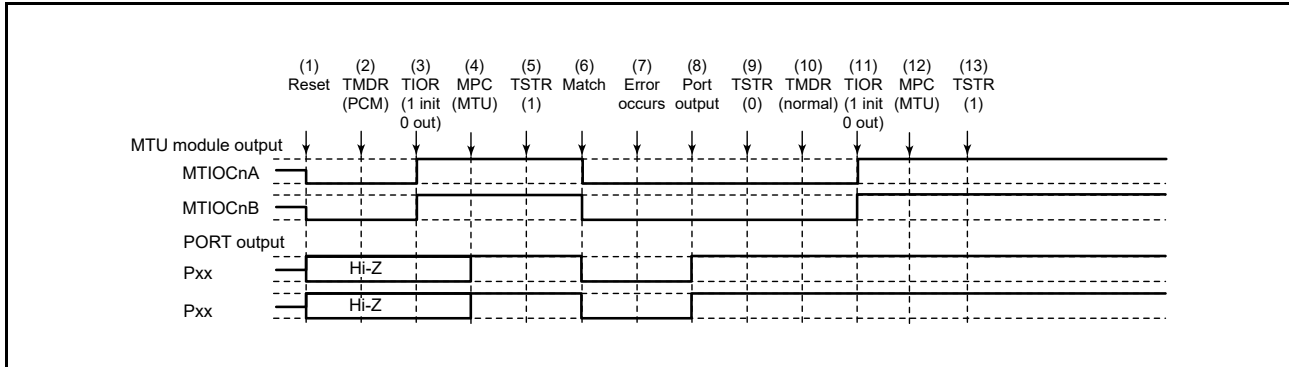 (1) (2) (3) (4) (5) (6) (7) (8) (9) (10) (11) (12) (13)
Reset TMDR TIOR MPC TSTR Match Error Port TSTR TMDR TIOR MPC TSTR
(PCM) (1 init (MTU) (1) occurs output (0) (normal) (1 init (MTU) (1)
0 out) 0 out)
MTU module output
MTIOCnA
MTIOCnB
PORT output
Pxx Hi-Z
Pxx Hi-Z